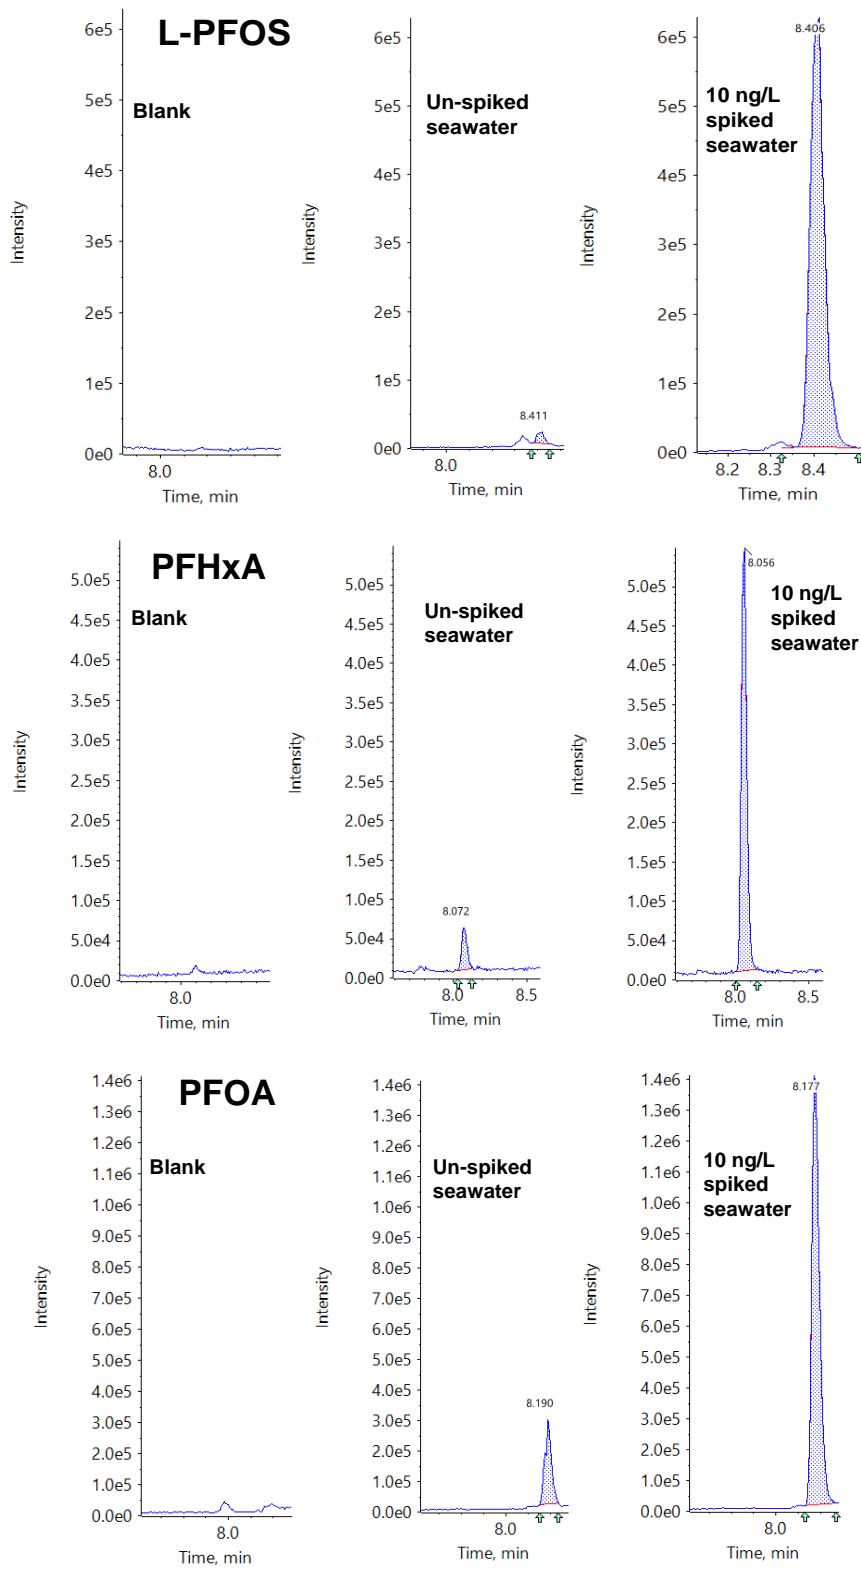 L-PFOS
Blank
Intensity
6e5
5e5
4e5
3e5
2e5
1e5
0e0
8.0
Time, min
Un-spiked
seawater
Intensity
6e5
5e5
4e5
3e5
2e5
1e5
0e0
8.411
8.0
Time, min
10 ng/L
spiked
seawater
Intensity
6e5
5e5
4e5
3e5
2e5
1e5
0e0
8.406
8.2 8.3 8.4
Time, min
PFHxA
Blank
Intensity
5.0e5
4.5e5
4.0e5
3.5e5
3.0e5
2.5e5
2.0e5
1.5e5
1.0e5
5.0e4
0.0e0
8.0
Time, min
Un-spiked
seawater
Intensity
5.0e5
4.5e5
4.0e5
3.5e5
3.0e5
2.5e5
2.0e5
1.5e5
1.0e5
5.0e4
0.0e0
8.072
8.0 8.5
Time, min
10 ng/L
spiked
seawater
Intensity
5.0e5
4.5e5
4.0e5
3.5e5
3.0e5
2.5e5
2.0e5
1.5e5
1.0e5
5.0e4
0.0e0
8.056
8.0 8.5
Time, min
PFOA
Blank
Intensity
1.4e6
1.3e6
1.2e6
1.1e6
1.0e6
9.0e5
8.0e5
7.0e5
6.0e5
5.0e5
4.0e5
3.0e5
2.0e5
1.0e5
0.0e0
8.0
Time, min
Un-spiked
seawater
Intensity
1.4e6
1.3e6
1.2e6
1.1e6
1.0e6
9.0e5
8.0e5
7.0e5
6.0e5
5.0e5
4.0e5
3.0e5
2.0e5
1.0e5
0.0e0
8.190
8.0
Time, min
10 ng/L
spiked
seawater
Intensity
1.4e6
1.3e6
1.2e6
1.1e6
1.0e6
9.0e5
8.0e5
7.0e5
6.0e5
5.0e5
4.0e5
3.0e5
2.0e5
1.0e5
0.0e0
8.177
8.0
Time, min